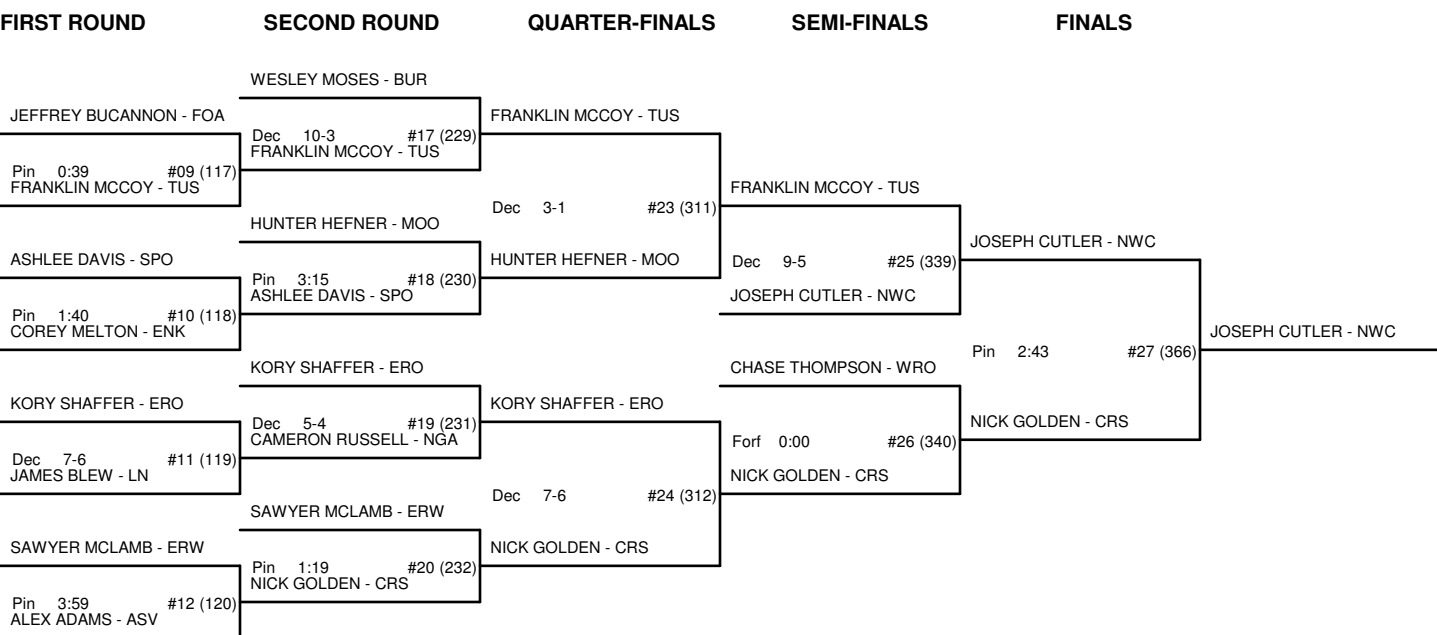 FIRST ROUND SECOND ROUND QUARTER-FINALS SEMI-FINALS FINALS
WESLEY MOSES - BUR
JEFFREY BUCANNON - FOA FRANKLIN MCCOY - TUS
Dec 10-3 #17 (229)
FRANKLIN MCCOY - TUS
Pin 0:39 #09 (117)
FRANKLIN MCCOY - TUS FRANKLIN MCCOY - TUS
Dec 3-1 #23 (311)
HUNTER HEFNER - MOO
JOSEPH CUTLER - NWC
ASHLEE DAVIS - SPO HUNTER HEFNER - MOO Dec 9-5 #25 (339)
Pin 3:15 #18 (230)
ASHLEE DAVIS - SPO JOSEPH CUTLER - NWC
Pin 1:40 #10 (118)
COREY MELTON - ENK JOSEPH CUTLER - NWC
Pin 2:43 #27 (366)
KORY SHAFFER - ERO CHASE THOMPSON - WRO
KORY SHAFFER - ERO KORY SHAFFER - ERO
Dec 5-4 #19 (231) NICK GOLDEN - CRS
CAMERON RUSSELL - NGA Forf 0:00 #26 (340)
Dec 7-6 #11 (119)
JAMES BLEW - LN NICK GOLDEN - CRS
Dec 7-6 #24 (312)
SAWYER MCLAMB - ERW
SAWYER MCLAMB - ERW NICK GOLDEN - CRS
Pin 1:19 #20 (232)
NICK GOLDEN - CRS
Pin 3:59 #12 (120)
ALEX ADAMS - ASV